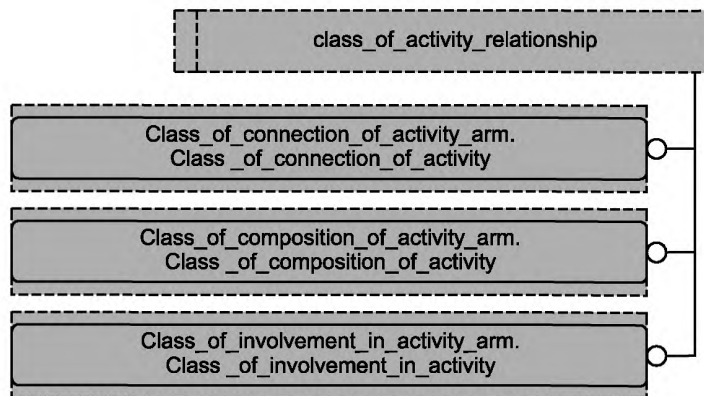 class_of_activity_relationship
Class_of_connection_of_activity_arm.
Class _of_connection_of_activity
Class_of_composition_of_activity_arm.
Class _of_composition_of_activity
Class_of_involvement_in_activity_arm.
Class _of_involvement_in_activity